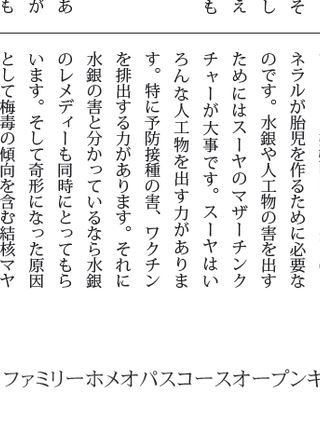 そ
し
え
も
あ
が
も
ネラルが胎児を作るために必要な
のです。水銀や人工物の害を出す
ためにはスーヤのマザーチンク
チャーが大事です。スーヤはい
ろんな人工物を出す力がありま
す。特に予防接種の害、ワクチン
を排出する力があります。それに
水銀の害と分かっているなら水銀
のレメディーも同時にとってもら
います。そして奇形になった原因
として梅毒の傾向を含む結核マヤ
ファミリーホメオパスコースオープンキ